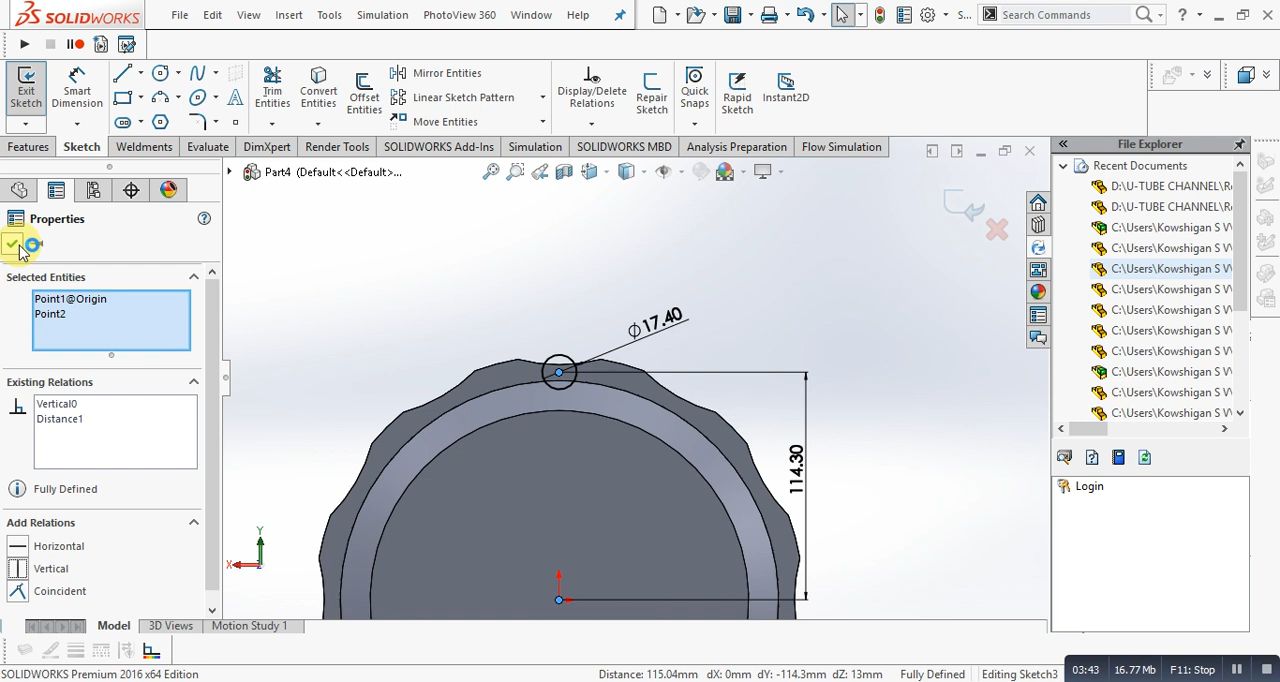 SOLIDWORKS File Edit View Insert Tools Simulation PhotoView 360 Window Help S... Search Commands ?
Exit Sketch
Smart Dimension
Trim Entities
Convert Entities
Offset Entities
Mirror Entities
Linear Sketch Pattern
Move Entities
Display/Delete Relations
Repair Sketch
Quick Snaps
Rapid Sketch
Instant2D
Features Sketch Weldments Evaluate DimXpert Render Tools SOLIDWORKS Add-Ins Simulation SOLIDWORKS MBD Analysis Preparation Flow Simulation
Part4 (Default<<Default>...
Properties
Selected Entities
Point1@Origin
Point2
Existing Relations
Vertical0
Distance1
Fully Defined
Add Relations
Horizontal
Vertical
Coincident
∅17.40
114.30
Y
X
File Explorer
Recent Documents
D:\U-TUBE CHANNEL\R
D:\U-TUBE CHANNEL\R
C:\Users\Kowshigan S V
C:\Users\Kowshigan S V
C:\Users\Kowshigan S V
C:\Users\Kowshigan S V
C:\Users\Kowshigan S V
C:\Users\Kowshigan S V
C:\Users\Kowshigan S V
C:\Users\Kowshigan S V
C:\Users\Kowshigan S V
C:\Users\Kowshigan S V
Login
Model 3D Views Motion Study 1
SOLIDWORKS Premium 2016 x64 Edition
Distance: 115.04mm dX: 0mm dY: -114.3mm dZ: 13mm Fully Defined Editing Sketch3
03:43 16.77 Mb F11: Stop